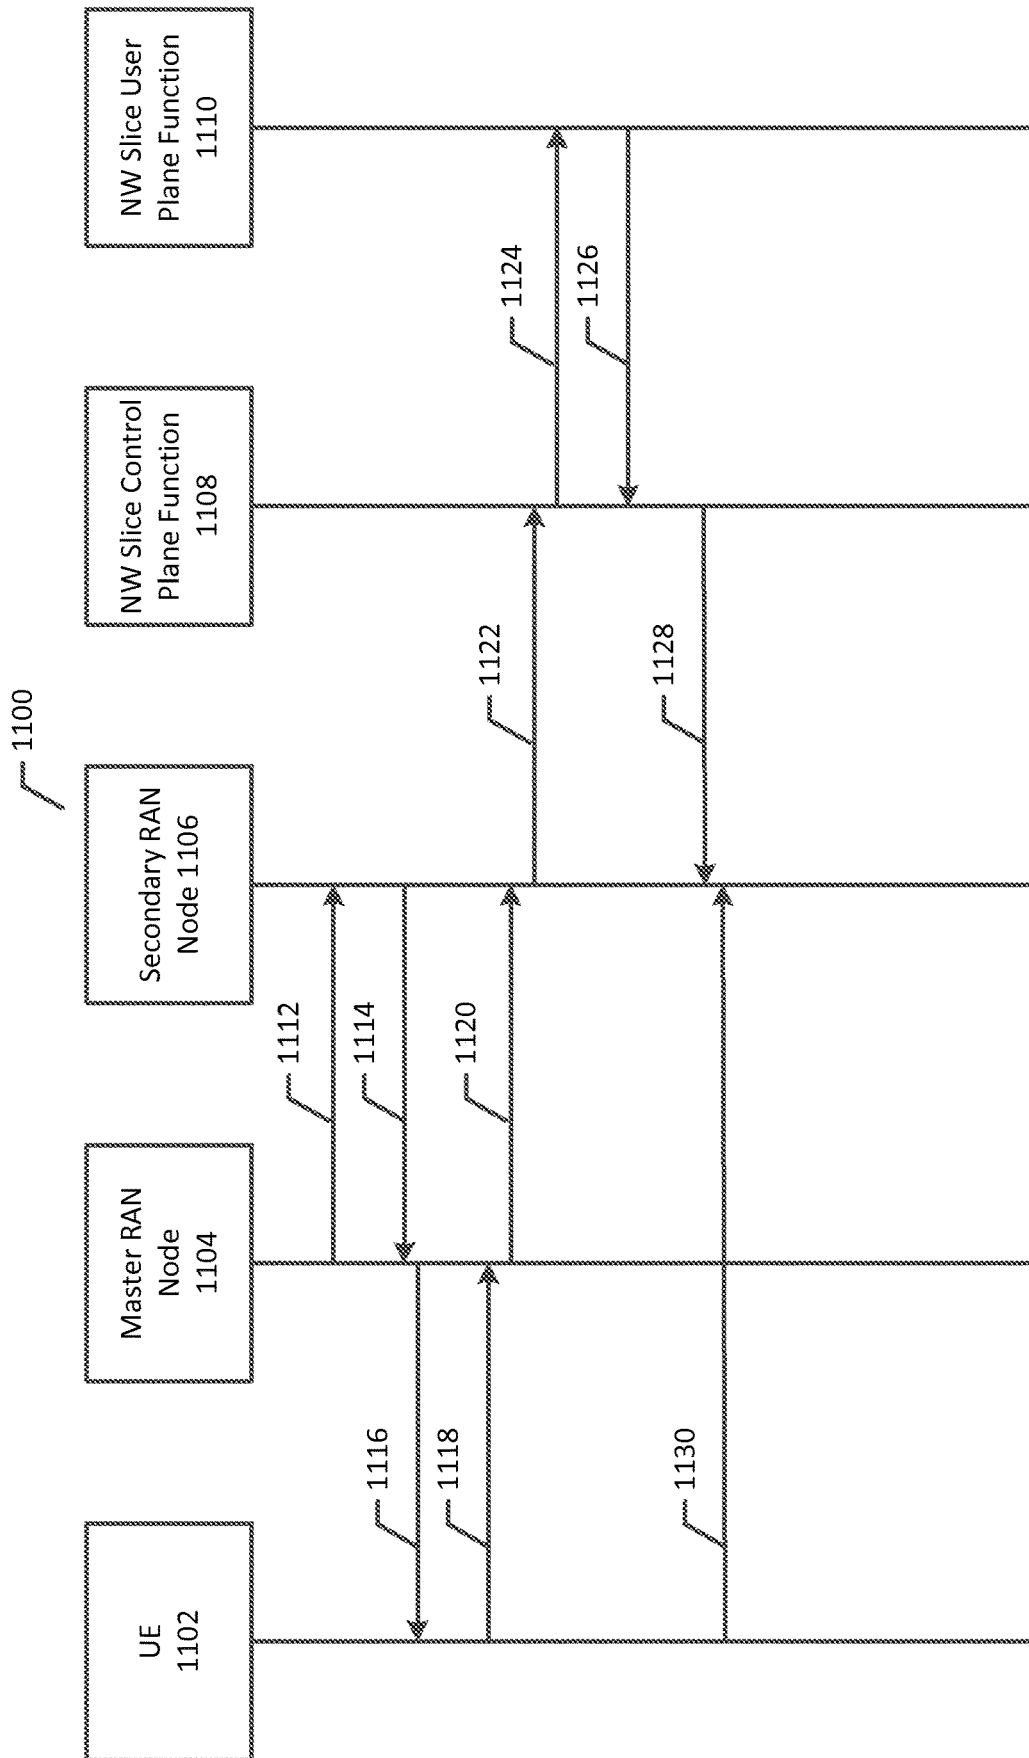 1100
UE
1102
Master RAN
Node
1104
Secondary RAN
Node 1106
NW Slice Control
Plane Function
1108
NW Slice User
Plane Function
1110
1112
1114
1116
1118
1120
1122
1124
1126
1128
1130